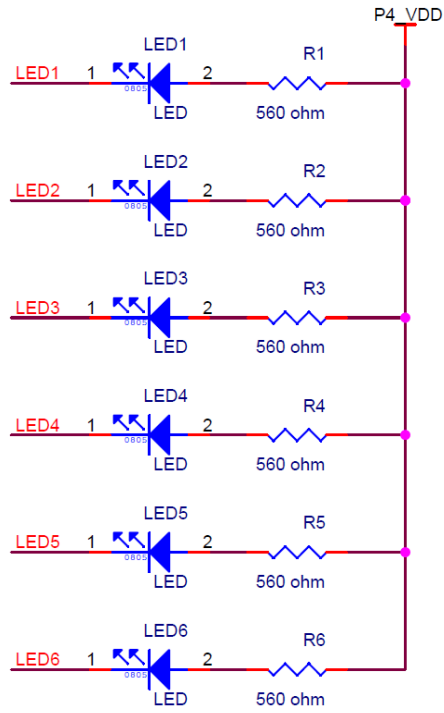 P4_VDD
LED1 R1
LED1 1 2
0805
LED 560 ohm
LED2 R2
LED2 1 2
0805
LED 560 ohm
LED3 R3
LED3 1 2
0805
LED 560 ohm
LED4 R4
LED4 1 2
0805
LED 560 ohm
LED5 R5
LED5 1 2
0805
LED 560 ohm
LED6 R6
LED6 1 2
0805
LED 560 ohm